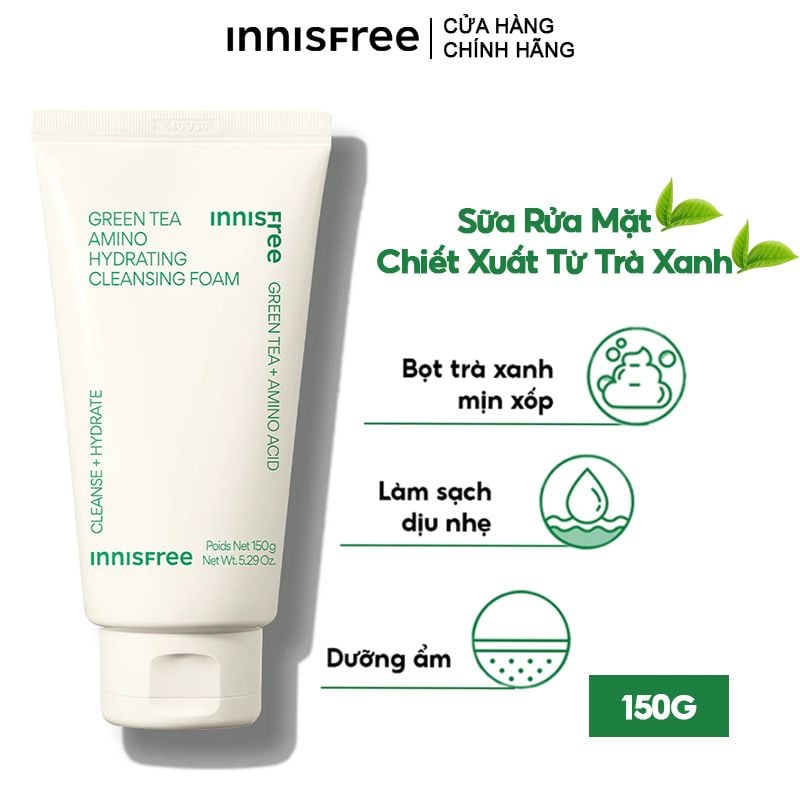 INNISFree
CỬA HÀNG
CHÍNH HÃNG
GREEN TEA
AMINO
HYDRATING
CLEANSING FOAM
INNISFree
GREEN TEA + AMINO ACID
CLEANSE + HYDRATE
INNISFree
Poids Net 150g
Net Wt. 5.29 Oz.
Sữa Rửa Mặt
Chiết Xuất Từ Trà Xanh
Bọt trà xanh
mịn xốp
Làm sạch
dịu nhẹ
Dưỡng ẩm
150G